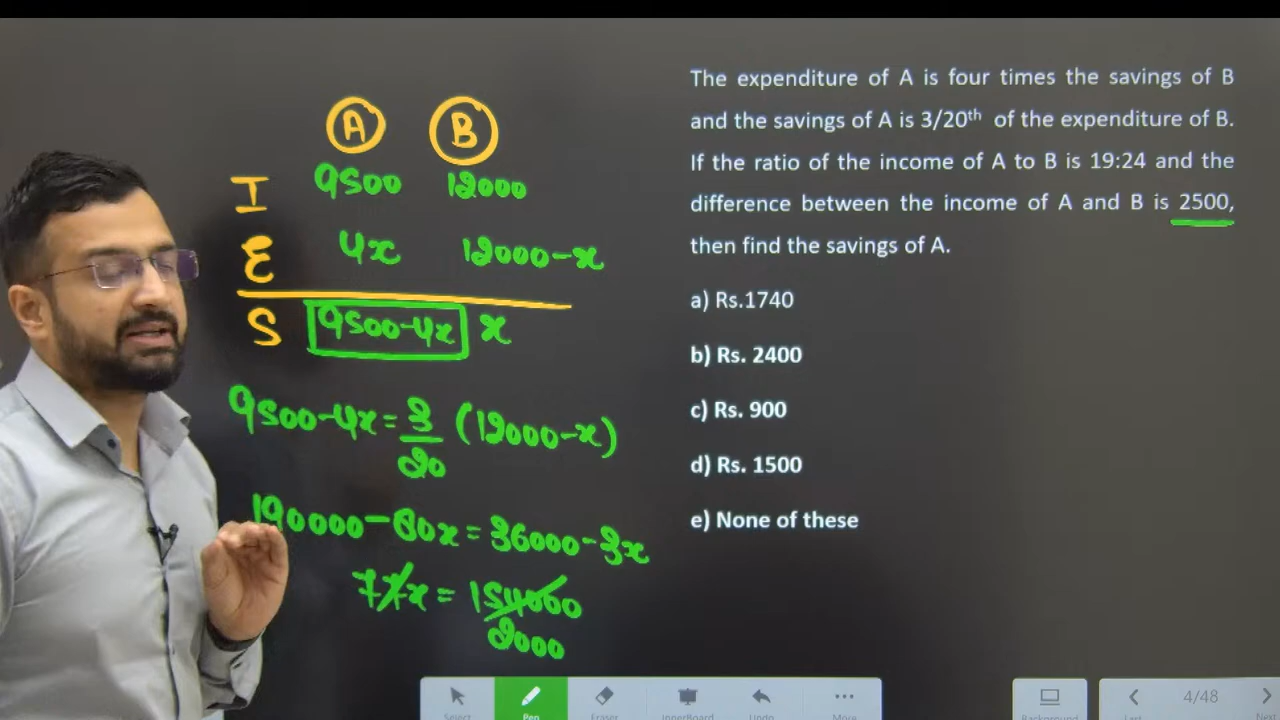 A B
I 9500 12000
E 4x 12000-x
S 9500-4x x
9500-4x = 3/20 (12000-x)
190000-80x = 36000-3x
77x = 154000
2000
The expenditure of A is four times the savings of B
and the savings of A is 3/20th of the expenditure of B.
If the ratio of the income of A to B is 19:24 and the
difference between the income of A and B is 2500,
then find the savings of A.
a) Rs.1740
b) Rs. 2400
c) Rs. 900
d) Rs. 1500
e) None of these
Select Pen Eraser InnerBoard Undo More
Background 4/48